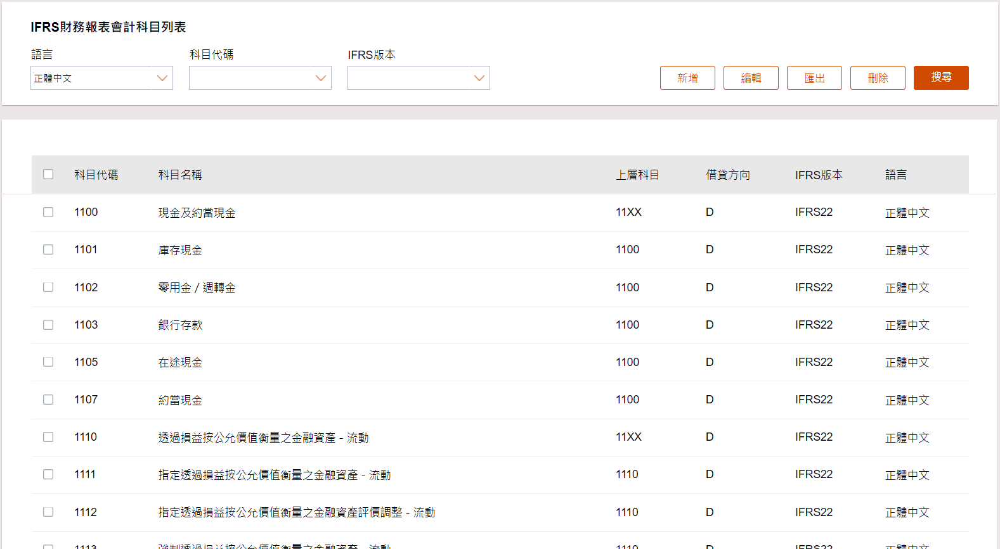 IFRS財務報表會計科目列表
語言 科目代碼 IFRS版本
正體中文 新增 編輯 匯出 刪除 搜尋
科目代碼 科目名稱 上層科目 借貸方向 IFRS版本 語言
1100 現金及約當現金 11XX D IFRS22 正體中文
1101 庫存現金 1100 D IFRS22 正體中文
1102 零用金 / 週轉金 1100 D IFRS22 正體中文
1103 銀行存款 1100 D IFRS22 正體中文
1105 在途現金 1100 D IFRS22 正體中文
1107 約當現金 1100 D IFRS22 正體中文
1110 透過損益按公允價值衡量之金融資產 - 流動 11XX D IFRS22 正體中文
1111 指定透過損益按公允價值衡量之金融資產 - 流動 1110 D IFRS22 正體中文
1112 指定透過損益按公允價值衡量之金融資產評價調整 - 流動 1110 D IFRS22 正體中文
1113 強制透過損益按公允價值衡量之金融資產 - 流動 1110 D IFRS22 正體中文